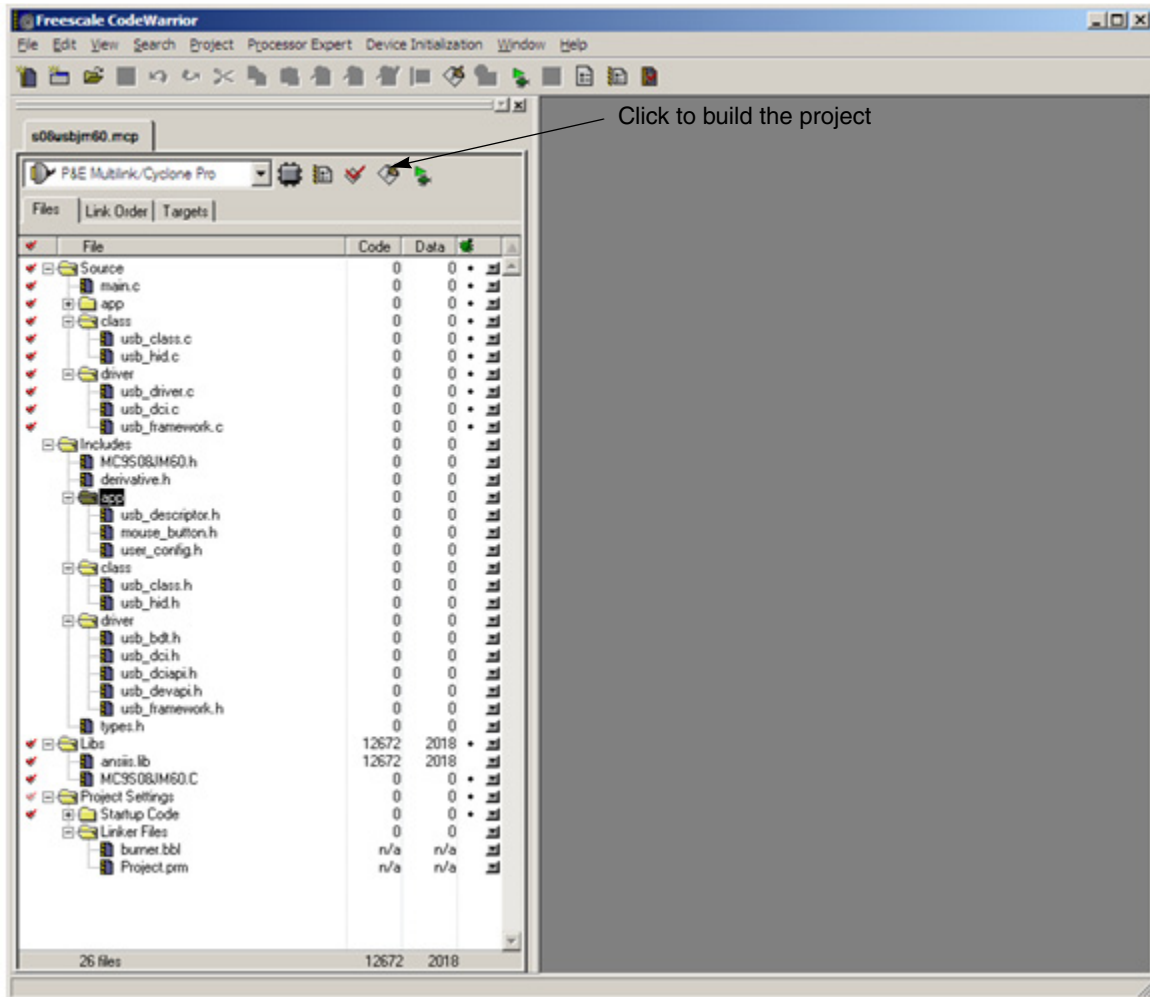 Freescale CodeWarrior
File Edit View Search Project Processor Expert Device Initialization Window Help
Click to build the project
s08usbjm60.mcp
P&E Multilink/Cyclone Pro
Files Link Order Targets
File Code Data
Source 0 0
main.c 0 0
app 0 0
class 0 0
usb_class.c 0 0
usb_hid.c 0 0
driver 0 0
usb_driver.c 0 0
usb_dci.c 0 0
usb_framework.c 0 0
Includes 0 0
MC9S08JM60.h 0 0
derivative.h 0 0
app 0 0
usb_descriptor.h 0 0
mouse_button.h 0 0
user_config.h 0 0
class 0 0
usb_class.h 0 0
usb_hid.h 0 0
driver 0 0
usb_bdt.h 0 0
usb_dci.h 0 0
usb_dciapi.h 0 0
usb_devapi.h 0 0
usb_framework.h 0 0
types.h 0 0
Libs 12672 2018
ansiis.lib 12672 2018
MC9S08JM60.C 0 0
Project Settings 0 0
Startup Code 0 0
Linker Files 0 0
burner.bbl n/a n/a
Project.prm n/a n/a
26 files 12672 2018